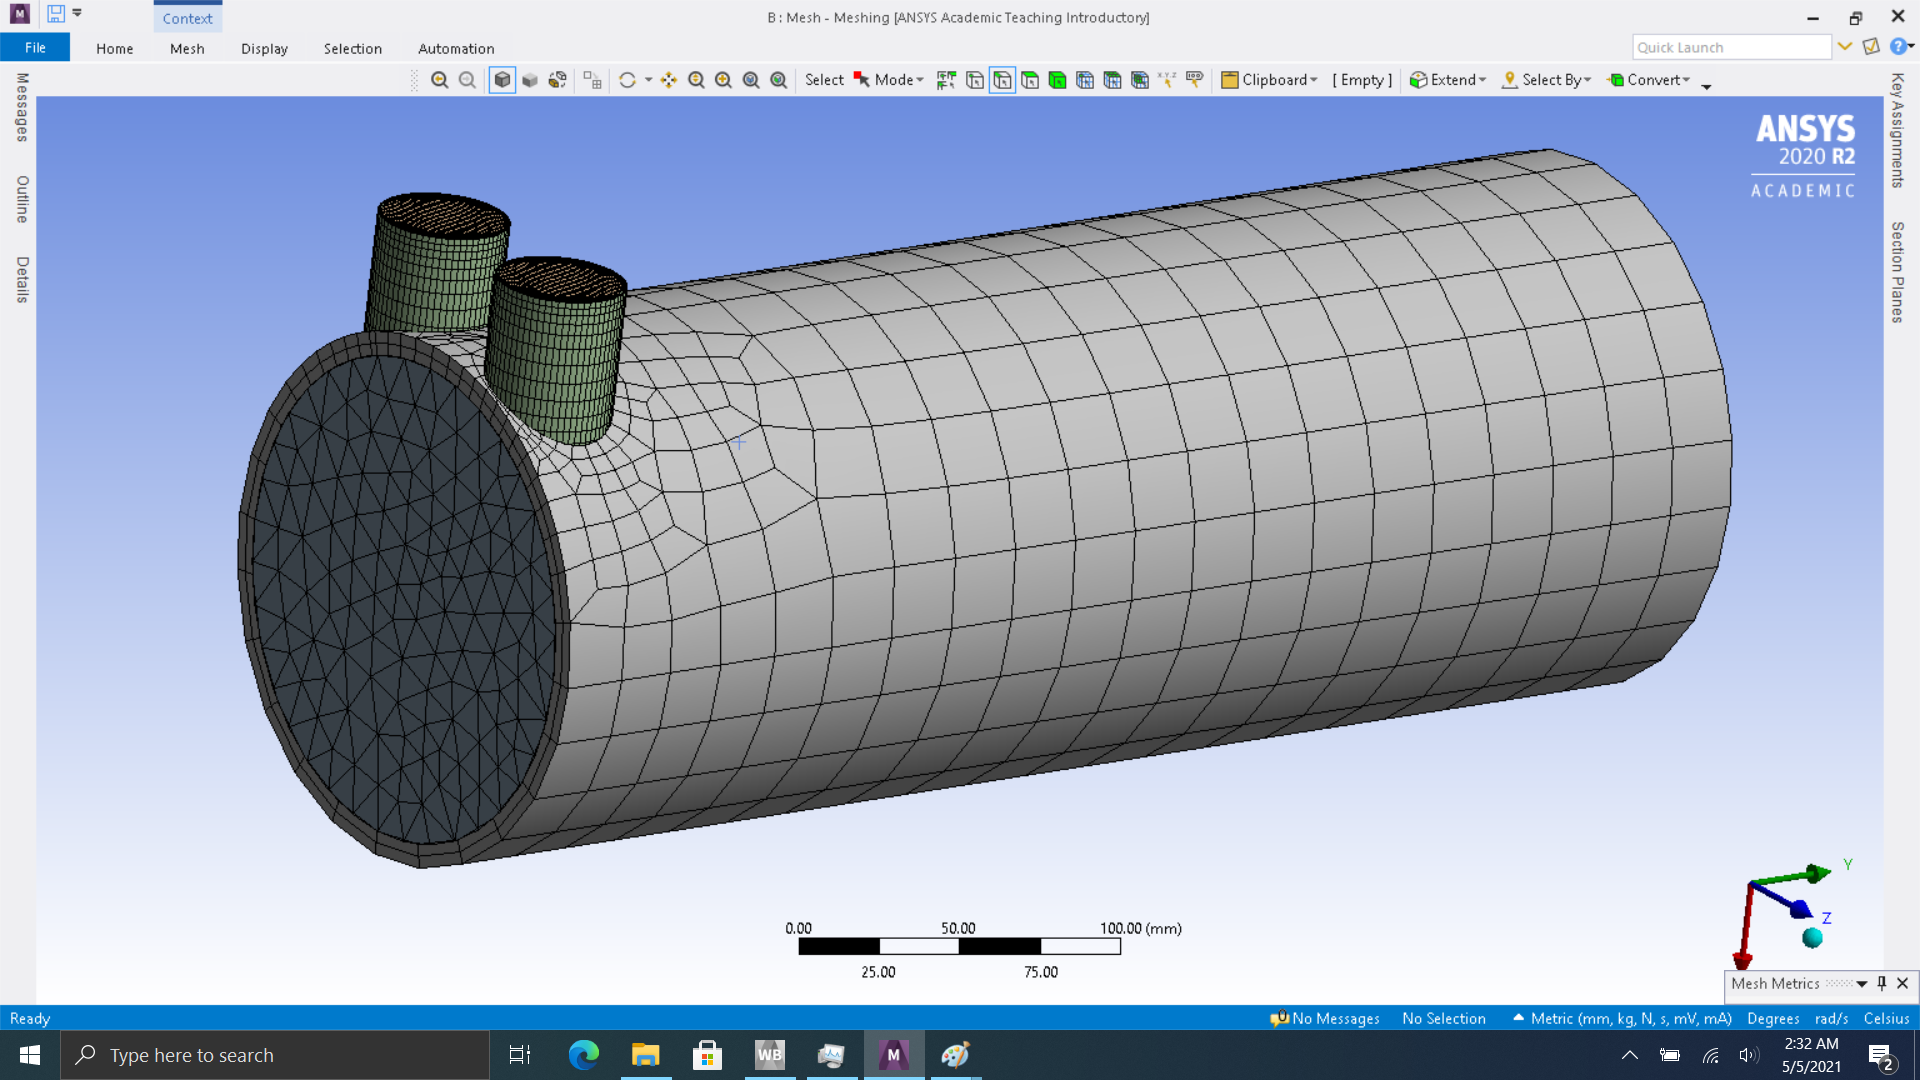 M
Context
B : Mesh - Meshing [ANSYS Academic Teaching Introductory]
File
Home
Mesh
Display
Selection
Automation
Quick Launch
Select
Mode
Clipboard
[ Empty ]
Extend
Select By
Convert
Messages
Outline
Details
Key Assignments
Section Planes
ANSYS
2020 R2
ACADEMIC
0.00
50.00
100.00 (mm)
25.00
75.00
Y
Z
Mesh Metrics
Ready
0 No Messages
No Selection
Metric (mm, kg, N, s, mV, mA)
Degrees
rad/s
Celsius
Type here to search
WB
M
2:32 AM
5/5/2021
2